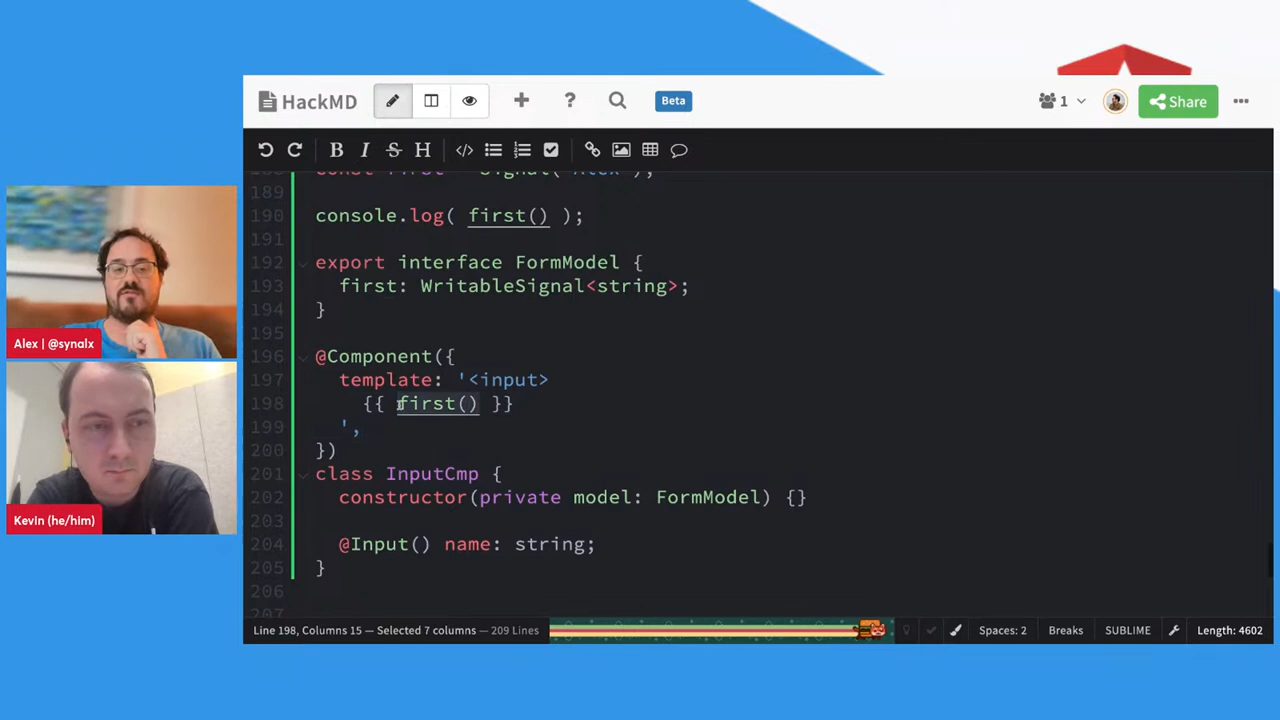 HackMD
Beta
1
Share
189
190 console.log( first() );
191
192 export interface FormModel {
193 first: WritableSignal<string>;
194 }
195
196 @Component({
197 template: '<input>
198 {{ first() }}
199 ',
200 })
201 class InputCmp {
202 constructor(private model: FormModel) {}
203
204 @Input() name: string;
205 }
206
207
Line 198, Columns 15 — Selected 7 columns — 209 Lines
Spaces: 2
Breaks
SUBLIME
Length: 4602
Alex | @synalx
Kevin (he/him)